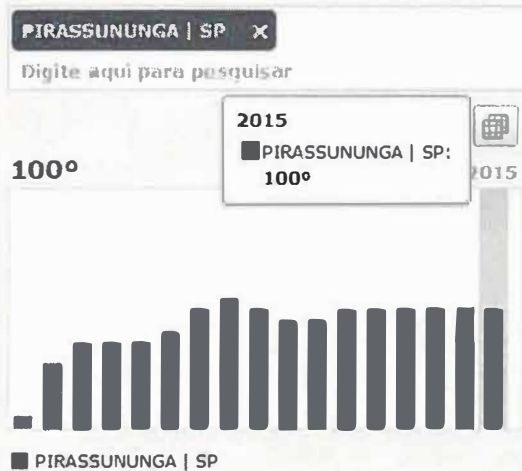 PIRASSUNUNGA | SP ×
Digite aqui para pesquisar
2015
PIRASSUNUNGA | SP:
100º
100º
2015
PIRASSUNUNGA | SP